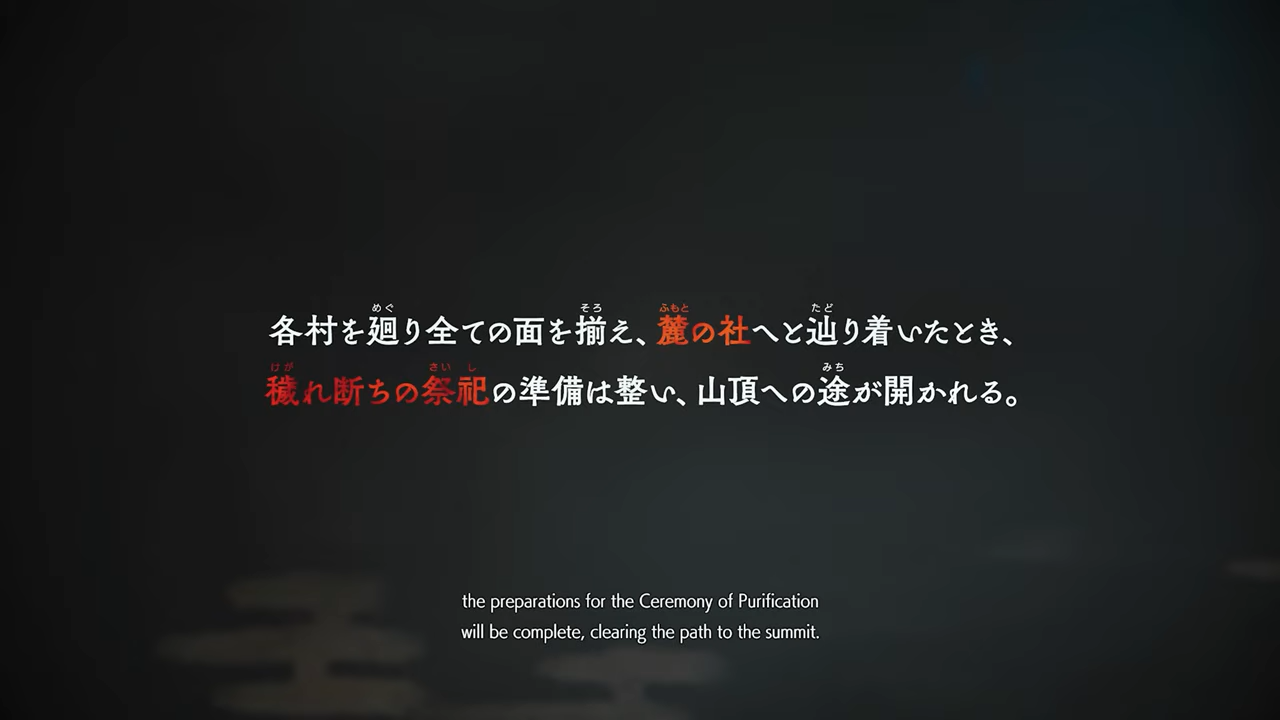 各村を廻り全ての面を揃え、麓の社へと辿り着いたとき、
穢れ断ちの祭祀の準備は整い、山頂への途が開かれる。
the preparations for the Ceremony of Purification
will be complete, clearing the path to the summit.